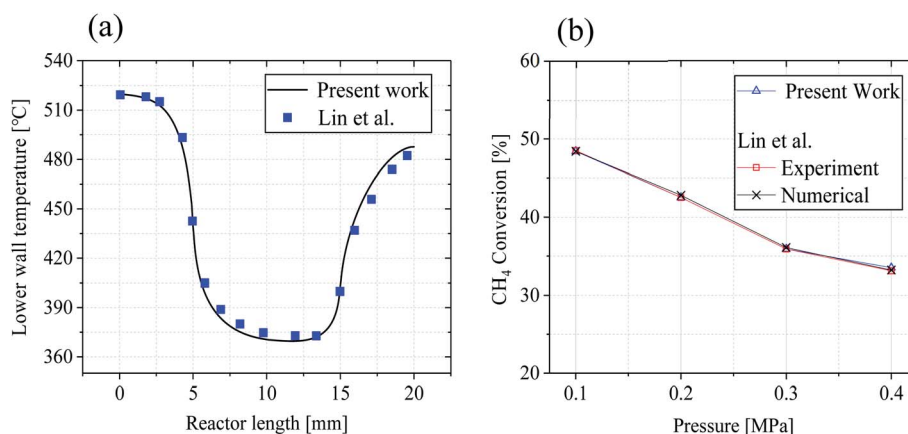 (a)
540
510
480
450
420
390
360
Lower wall temperature [°C]
Present work
Lin et al.
0 5 10 15 20
Reactor length [mm]
(b)
60
50
40
30
20
CH₄ Conversion [%]
Present Work
Lin et al.
Experiment
Numerical
0.1 0.2 0.3 0.4
Pressure [MPa]